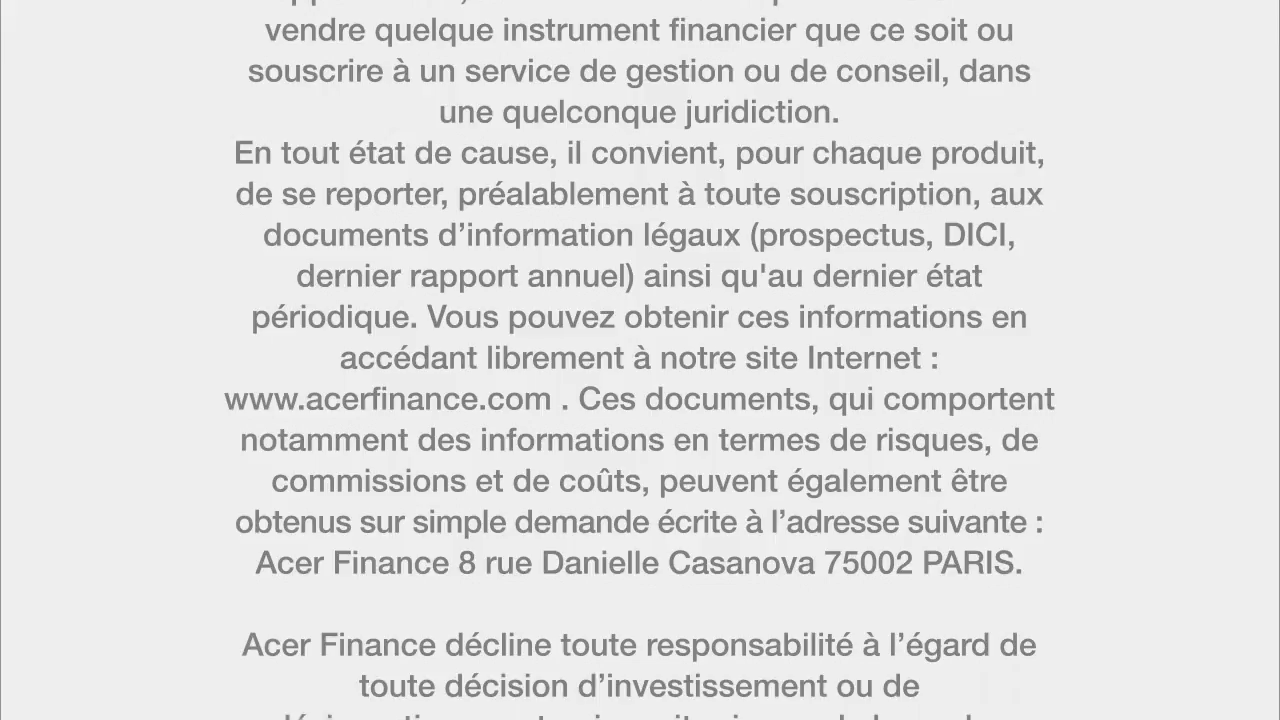 vendre quelque instrument financier que ce soit ou
souscrire à un service de gestion ou de conseil, dans
une quelconque juridiction.
En tout état de cause, il convient, pour chaque produit,
de se reporter, préalablement à toute souscription, aux
documents d’information légaux (prospectus, DICI,
dernier rapport annuel) ainsi qu'au dernier état
périodique. Vous pouvez obtenir ces informations en
accédant librement à notre site Internet :
www.acerfinance.com . Ces documents, qui comportent
notamment des informations en termes de risques, de
commissions et de coûts, peuvent également être
obtenus sur simple demande écrite à l’adresse suivante :
Acer Finance 8 rue Danielle Casanova 75002 PARIS.
Acer Finance décline toute responsabilité à l’égard de
toute décision d’investissement ou de